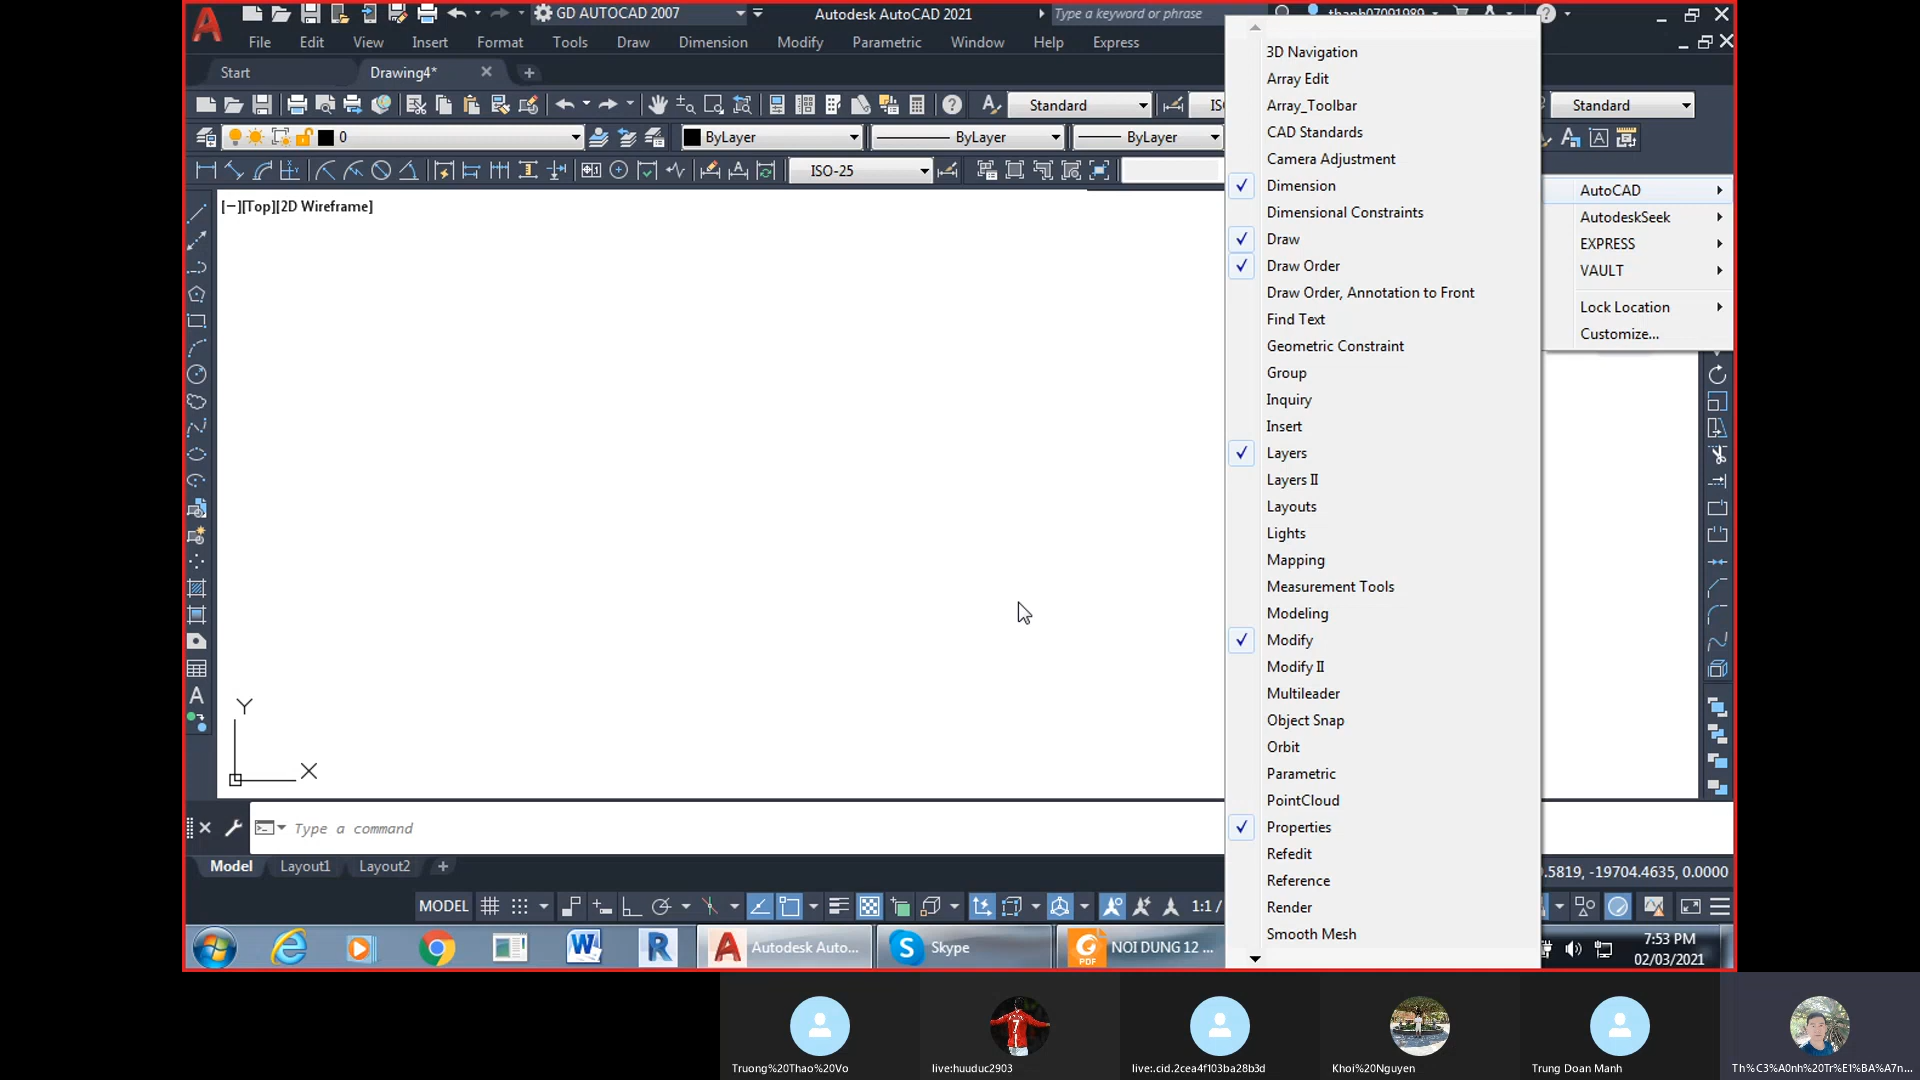 GD AUTOCAD 2007
Autodesk AutoCAD 2021
Type a keyword or phrase
thanh07091989
File Edit View Insert Format Tools Draw Dimension Modify Parametric Window Help Express
Start
Drawing4*
Standard
Standard
0
ByLayer
ByLayer
ByLayer
ISO-25
[−][Top][2D Wireframe]
3D Navigation
Array Edit
Array_Toolbar
CAD Standards
Camera Adjustment
Dimension
Dimensional Constraints
Draw
Draw Order
Draw Order, Annotation to Front
Find Text
Geometric Constraint
Group
Inquiry
Insert
Layers
Layers II
Layouts
Lights
Mapping
Measurement Tools
Modeling
Modify
Modify II
Multileader
Object Snap
Orbit
Parametric
PointCloud
Properties
Refedit
Reference
Render
Smooth Mesh
AutoCAD
AutodeskSeek
EXPRESS
VAULT
Lock Location
Customize...
Y
X
Type a command
Model Layout1 Layout2
.5819, -19704.4635, 0.0000
MODEL
1:1 /
Autodesk Auto...
Skype
PDF
NOI DUNG 12 ...
7:53 PM
02/03/2021
Truong%20Thao%20Vo
live:huuduc2903
live:.cid.2cea4f103ba28b3d
Khoi%20Nguyen
Trung Doan Manh
Th%C3%A0nh%20Tr%E1%BA%A7n...